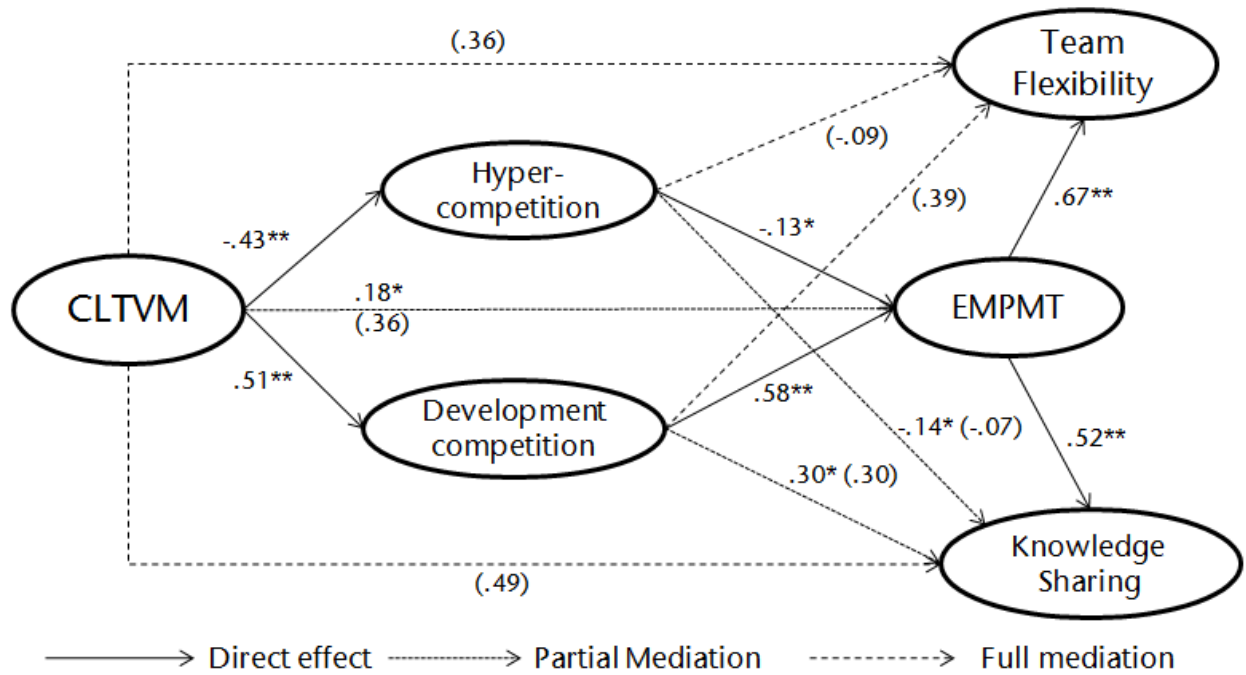 Team
Flexibility
(.36)
(-.09)
Hyper-
competition
(.39)
.67**
-.43**
-.13*
CLTVM
.18*
(.36)
EMPMT
.51**
.58**
Development
competition
-.14* (-.07)
.52**
.30* (.30)
Knowledge
Sharing
(.49)
Direct effect
Partial Mediation
Full mediation